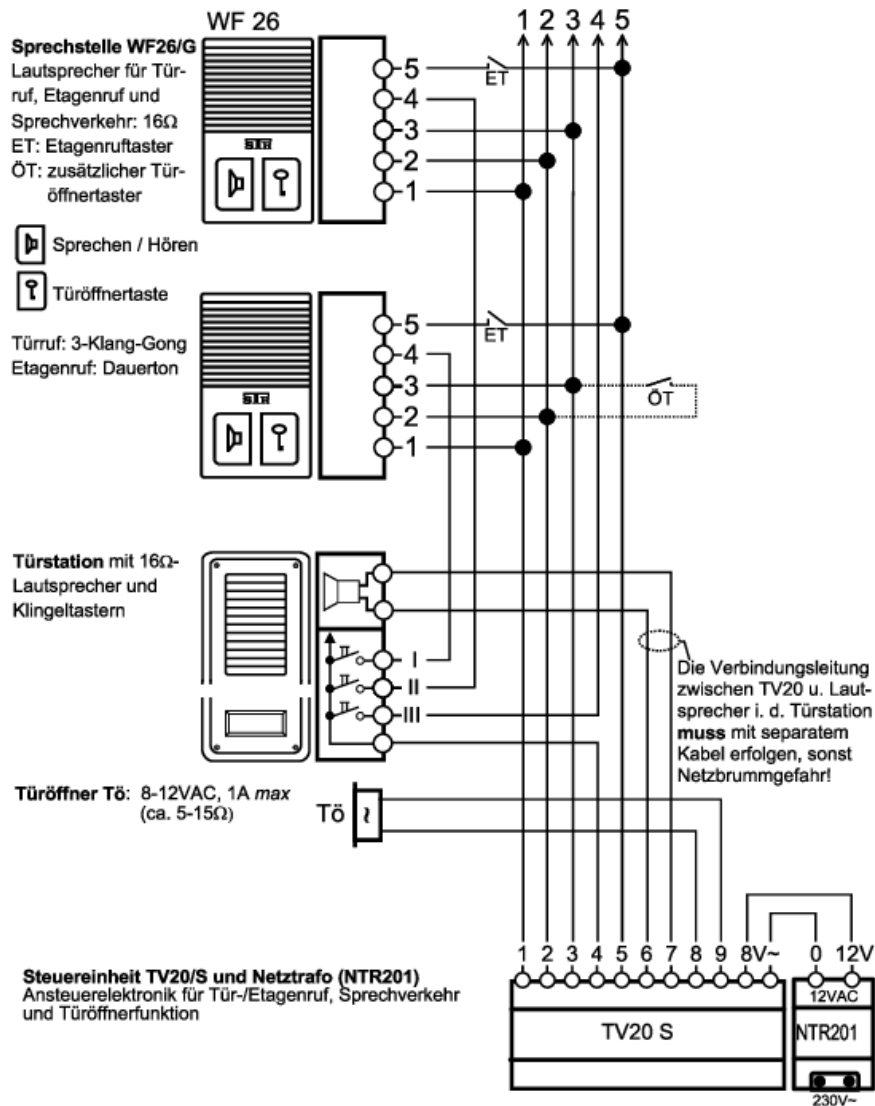 WF 26
1 2 3 4 5
Sprechstelle WF26/G
Lautsprecher für Tür-
ruf, Etagenruf und
Sprechverkehr: 16Ω
ET: Etagenruftaster
ÖT: zusätzlicher Tür-
öffnertaster
STR
5
4
3
2
1
ET
Sprechen / Hören
Türöffnertaste
Türruf: 3-Klang-Gong
Etagenruf: Dauerton
STR
5
4
3
2
1
ET
ÖT
Türstation mit 16Ω-
Lautsprecher und
Klingeltastern
I
II
III
Die Verbindungsleitung
zwischen TV20 u. Laut-
sprecher i. d. Türstation
muss mit separatem
Kabel erfolgen, sonst
Netzbrummgefahr!
Türöffner Tö: 8-12VAC, 1A max
(ca. 5-15Ω)
Tö
~
1 2 3 4 5 6 7 8 9 8V~ 0 12V
Steuereinheit TV20/S und Netztrafo (NTR201)
Ansteuerelektronik für Tür-/Etagenruf, Sprechverkehr
und Türöffnerfunktion
12VAC
TV20 S
NTR201
230V~